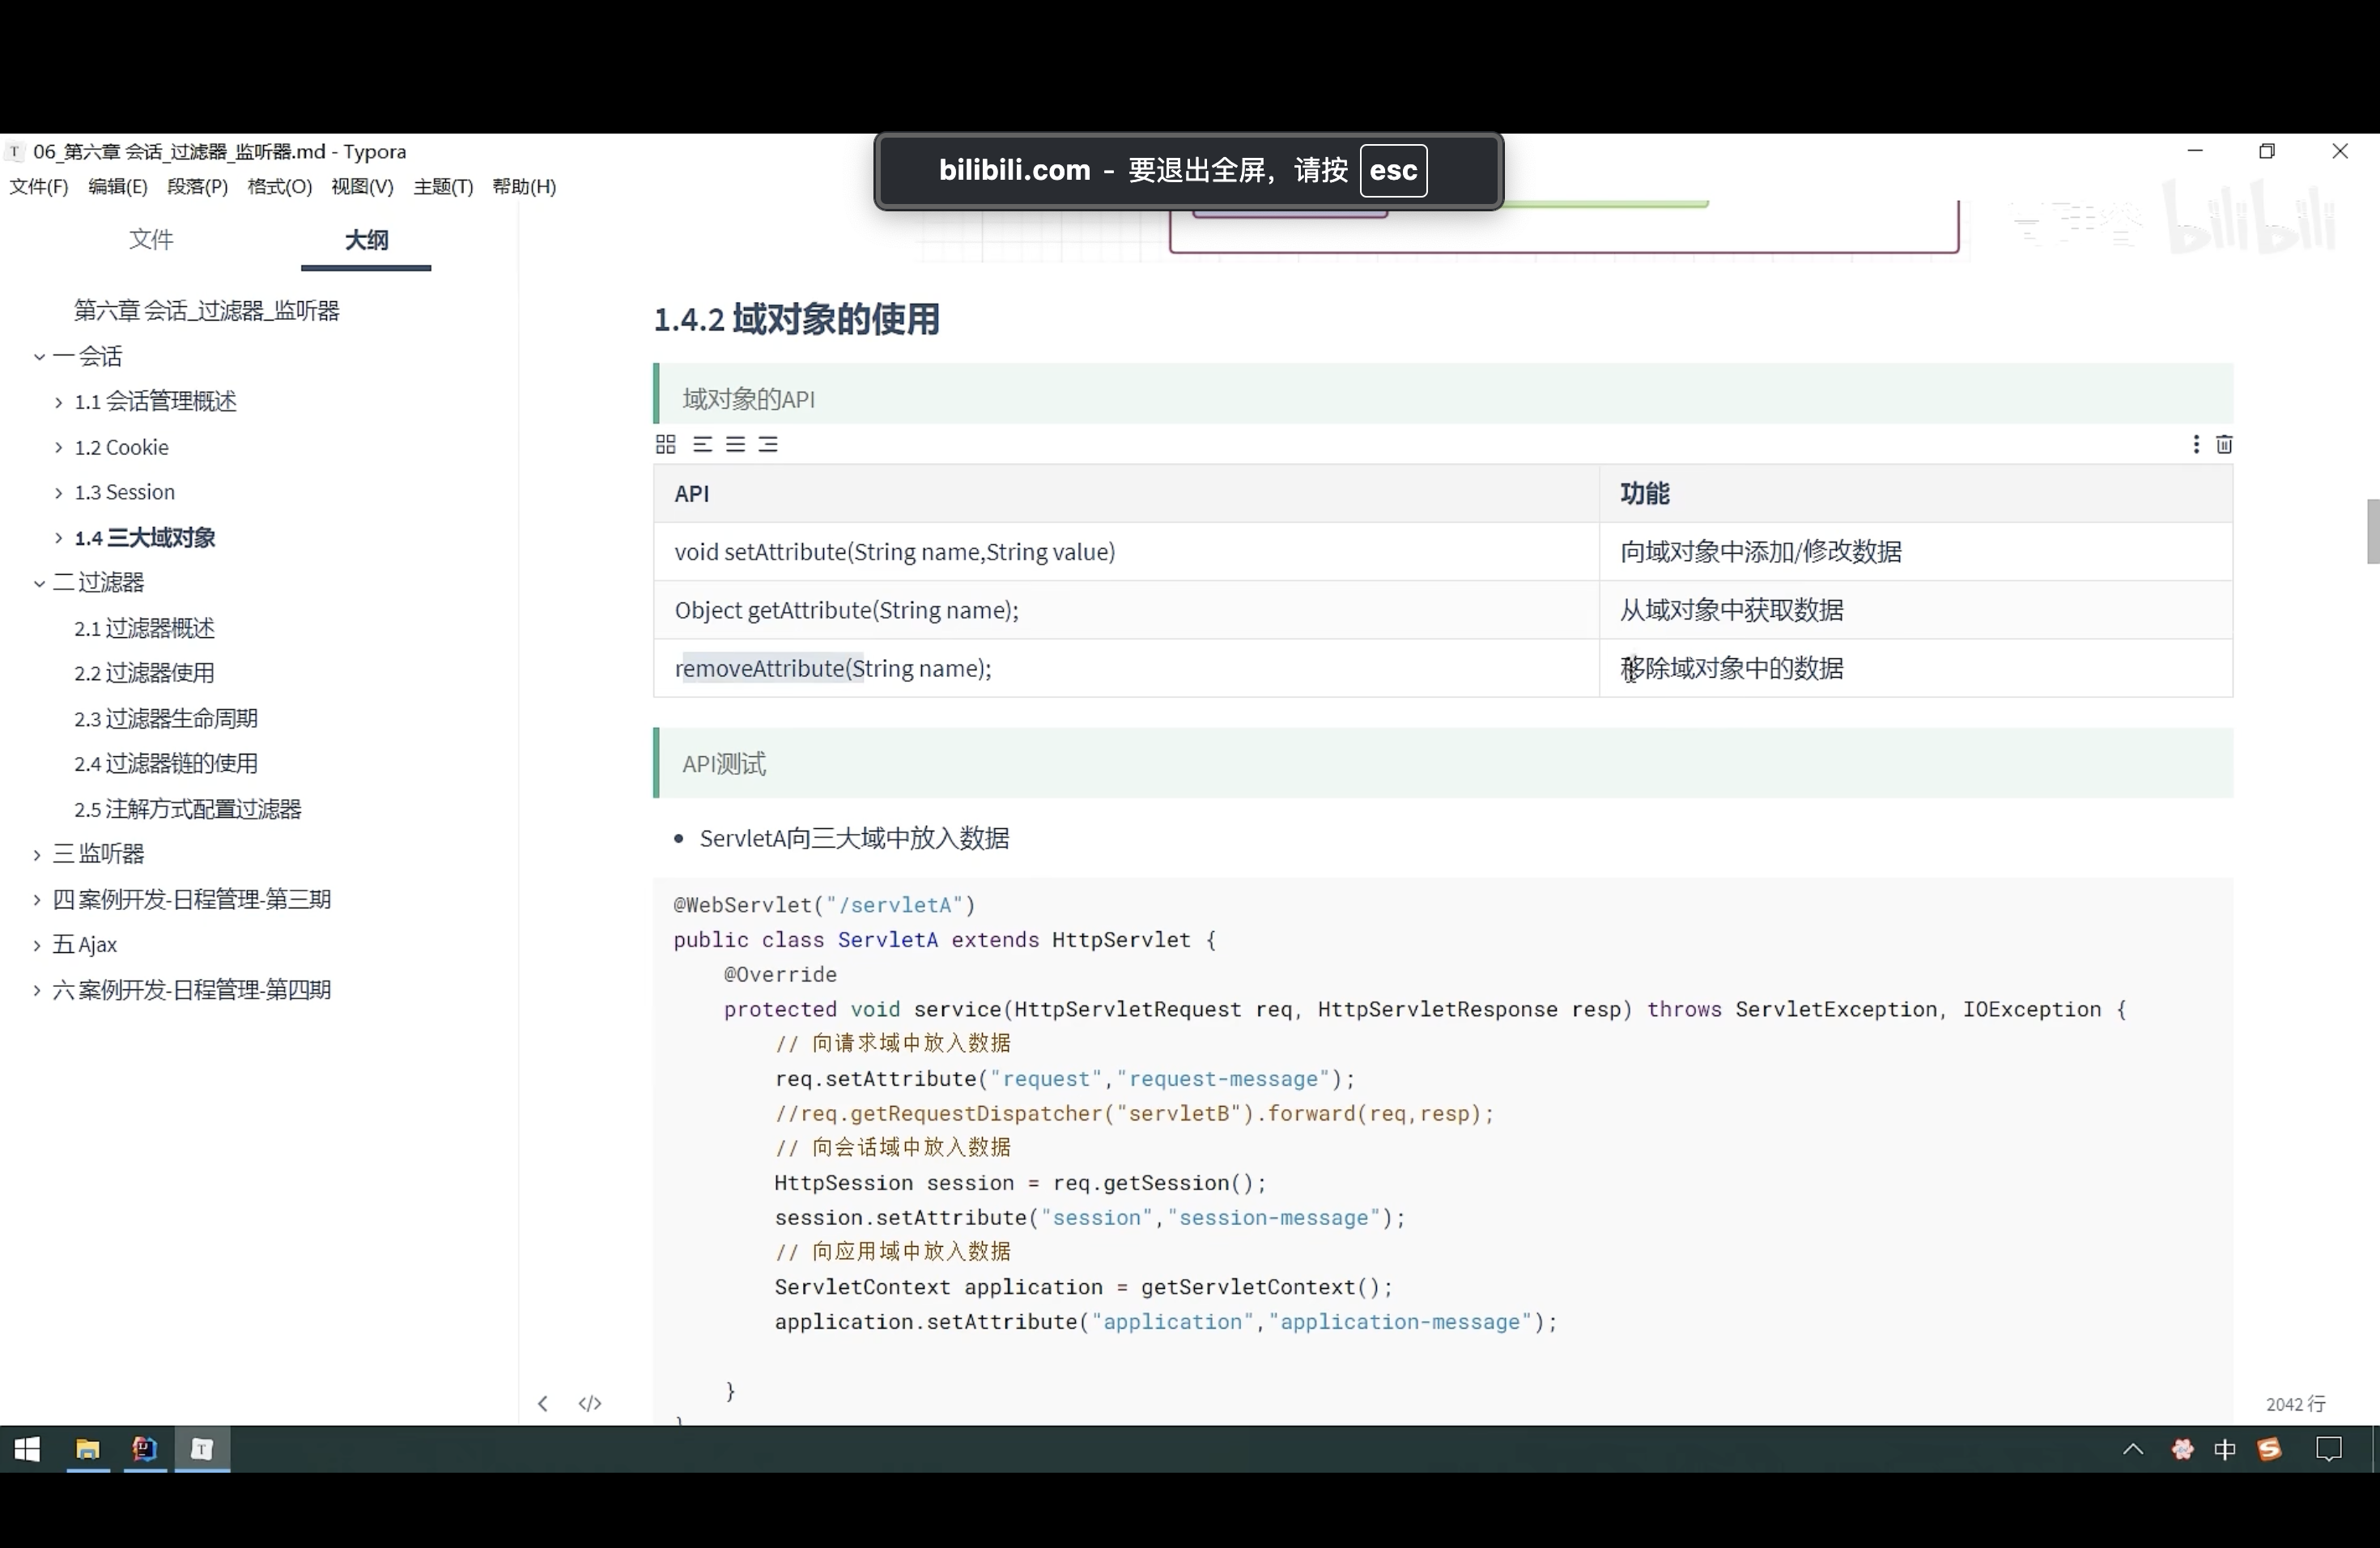 06_第六章 会话_过滤器_监听器.md - Typora
bilibili.com - 要退出全屏，请按 esc
文件(F) 编辑(E) 段落(P) 格式(O) 视图(V) 主题(T) 帮助(H)
bilibili
文件 大纲
第六章 会话_过滤器_监听器
一 会话
1.1 会话管理概述
1.2 Cookie
1.3 Session
1.4 三大域对象
二 过滤器
2.1 过滤器概述
2.2 过滤器使用
2.3 过滤器生命周期
2.4 过滤器链的使用
2.5 注解方式配置过滤器
三 监听器
四 案例开发-日程管理-第三期
五 Ajax
六 案例开发-日程管理-第四期
1.4.2 域对象的使用
域对象的API
API 功能
void setAttribute(String name,String value) 向域对象中添加/修改数据
Object getAttribute(String name); 从域对象中获取数据
removeAttribute(String name); 移除域对象中的数据
API测试
• ServletA向三大域中放入数据
@WebServlet("/servletA")
public class ServletA extends HttpServlet {
@Override
protected void service(HttpServletRequest req, HttpServletResponse resp) throws ServletException, IOException {
// 向请求域中放入数据
req.setAttribute("request","request-message");
//req.getRequestDispatcher("servletB").forward(req,resp);
// 向会话域中放入数据
HttpSession session = req.getSession();
session.setAttribute("session","session-message");
// 向应用域中放入数据
ServletContext application = getServletContext();
application.setAttribute("application","application-message");
}
}
</> 2042 行
中